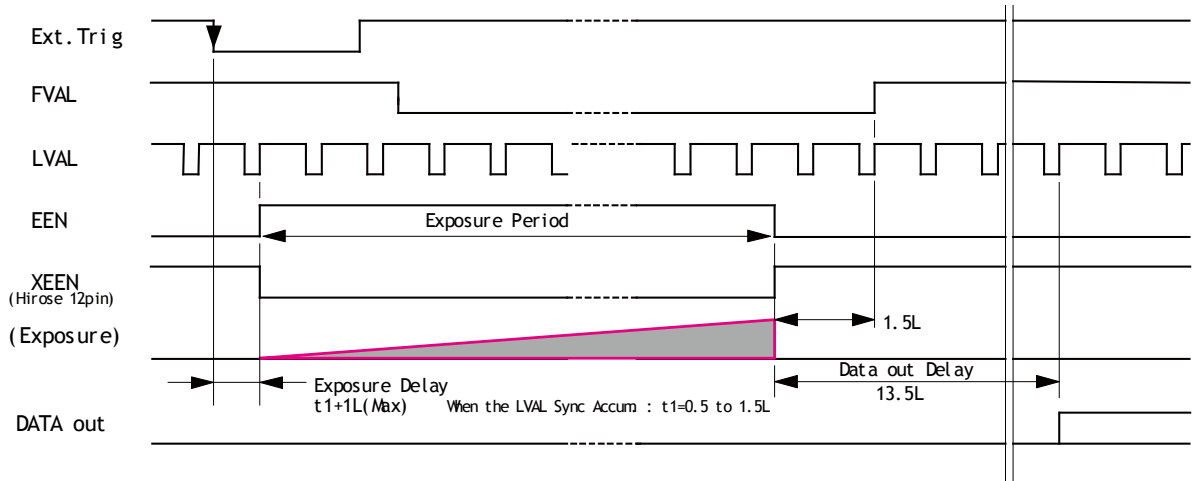 Ext. Trig
FVAL
LVAL
EEN
Exposure Period
XEEN
(Hirose 12pin)
(Exposure)
1.5L
Data out Delay
13.5L
Exposure Delay
t1+1L(Max)
When the LVAL Sync Accum. : t1=0.5 to 1.5L
DATA out